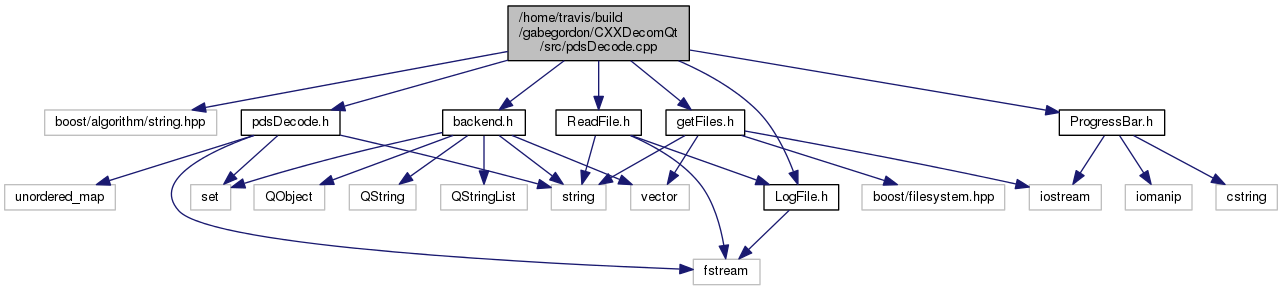 /home/travis/build
/gabegordon/CXXDecomQt
/src/pdsDecode.cpp
boost/algorithm/string.hpp
pdsDecode.h
backend.h
ReadFile.h
getFiles.h
ProgressBar.h
unordered_map
set
QObject
QString
QStringList
string
vector
LogFile.h
boost/filesystem.hpp
iostream
iomanip
cstring
fstream